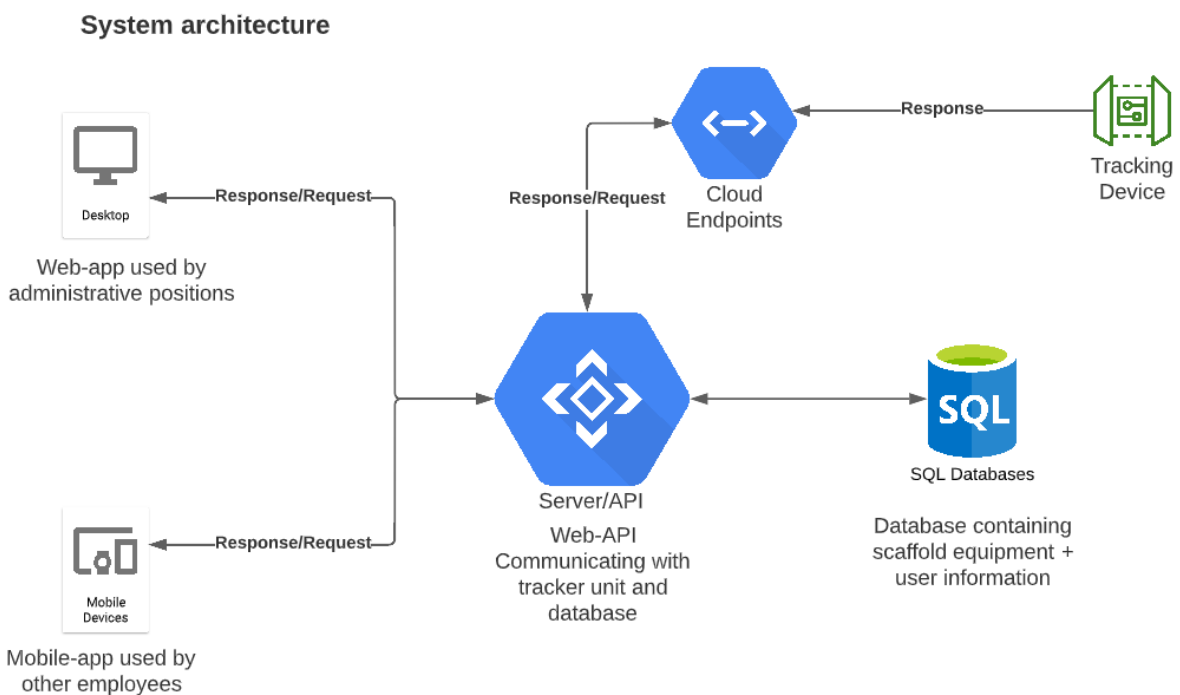 System architecture
Desktop
Web-app used by
administrative positions
Response/Request
Response/Request
Cloud
Endpoints
Response
Tracking
Device
Server/API
Web-API
Communicating with
tracker unit and
database
SQL
SQL Databases
Database containing
scaffold equipment +
user information
Response/Request
Mobile
Devices
Mobile-app used by
other employees